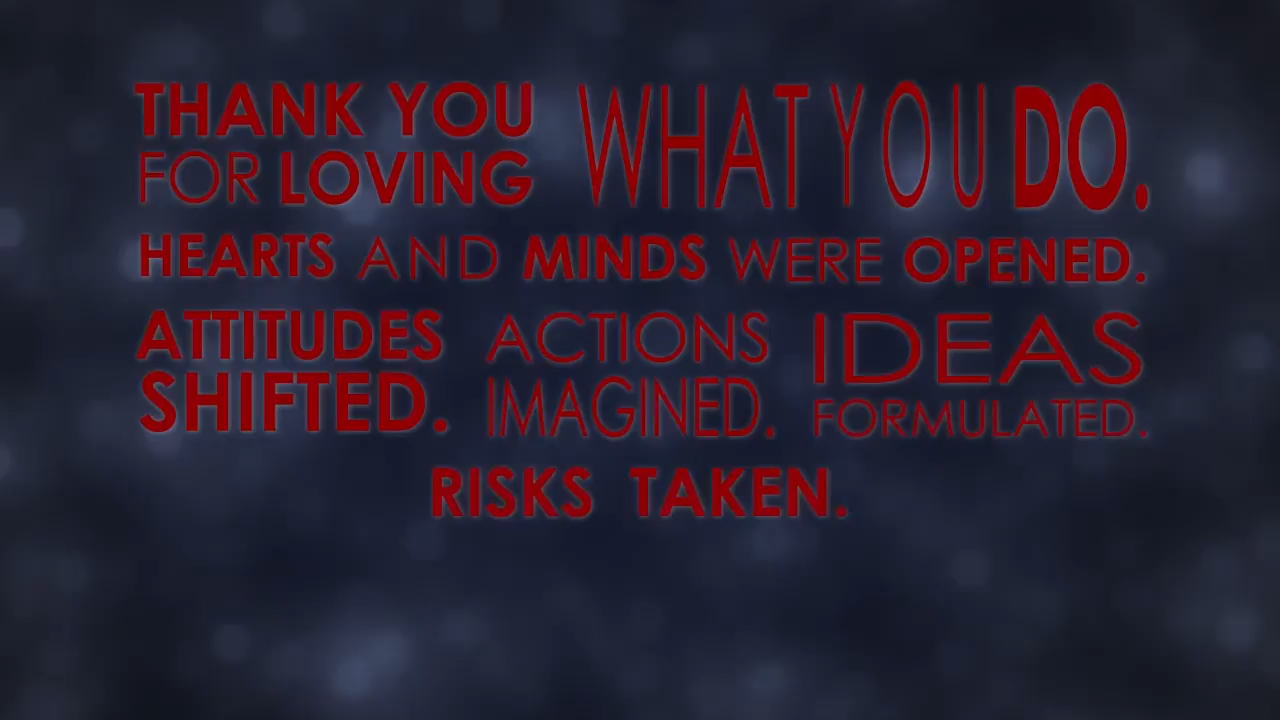 THANK YOU
FOR LOVING
WHAT YOU DO.
HEARTS AND MINDS WERE OPENED.
ATTITUDES
SHIFTED.
ACTIONS
IMAGINED.
IDEAS
FORMULATED.
RISKS TAKEN.